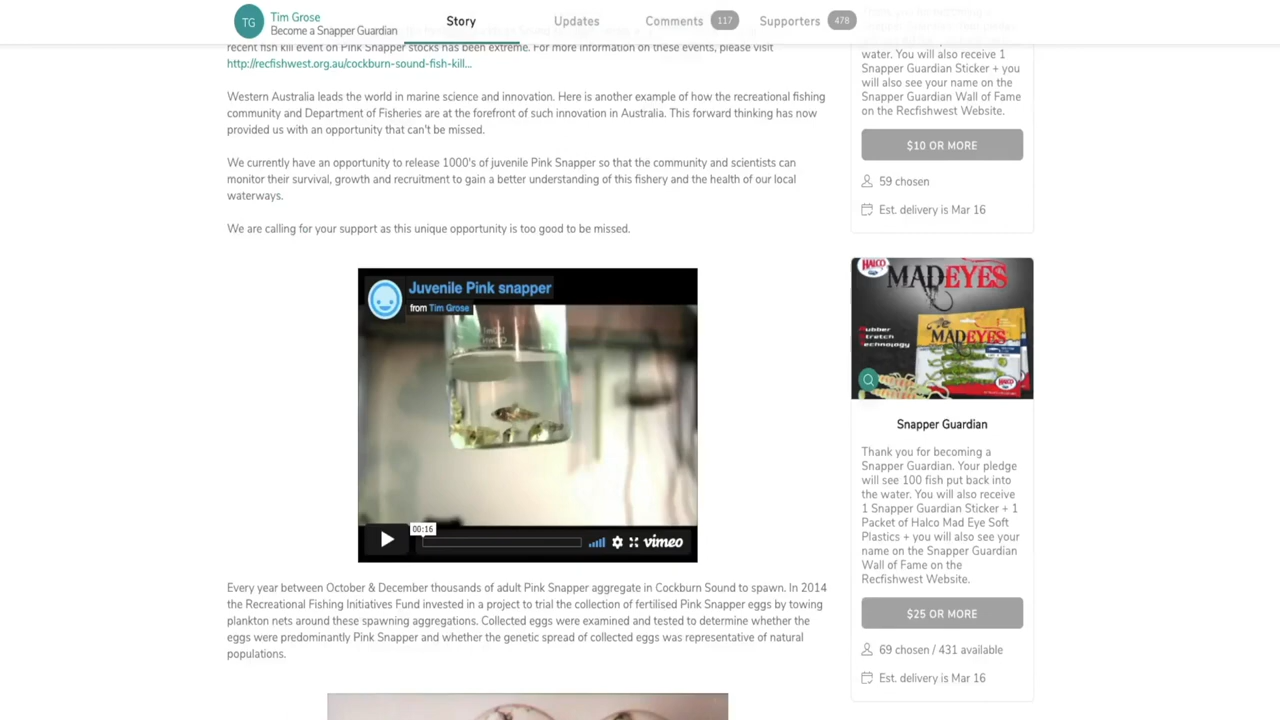 TG
Tim Grose
Become a Snapper Guardian
Story
Updates
Comments 117
Supporters 478
recent fish kill event on Pink Snapper stocks has been extreme. For more information on these events, please visit
http://recfishwest.org.au/cockburn-sound-fish-kill...
Western Australia leads the world in marine science and innovation. Here is another example of how the recreational fishing
community and Department of Fisheries are at the forefront of such innovation in Australia. This forward thinking has now
provided us with an opportunity that can't be missed.
We currently have an opportunity to release 1000's of juvenile Pink Snapper so that the community and scientists can
monitor their survival, growth and recruitment to gain a better understanding of this fishery and the health of our local
waterways.
We are calling for your support as this unique opportunity is too good to be missed.
Juvenile Pink snapper
from Tim Grose
00:16
vimeo
Every year between October & December thousands of adult Pink Snapper aggregate in Cockburn Sound to spawn. In 2014
the Recreational Fishing Initiatives Fund invested in a project to trial the collection of fertilised Pink Snapper eggs by towing
plankton nets around these spawning aggregations. Collected eggs were examined and tested to determine whether the
eggs were predominantly Pink Snapper and whether the genetic spread of collected eggs was representative of natural
populations.
water. You will also receive 1
Snapper Guardian Sticker + you
will also see your name on the
Snapper Guardian Wall of Fame
on the Recfishwest Website.
$10 OR MORE
59 chosen
Est. delivery is Mar 16
HALCO
MADEYES
Rubber
Stretch
Technology
MADEYES
HALCO
Snapper Guardian
Thank you for becoming a
Snapper Guardian. Your pledge
will see 100 fish put back into
the water. You will also receive
1 Snapper Guardian Sticker + 1
Packet of Halco Mad Eye Soft
Plastics + you will also see your
name on the Snapper Guardian
Wall of Fame on the
Recfishwest Website.
$25 OR MORE
69 chosen / 431 available
Est. delivery is Mar 16